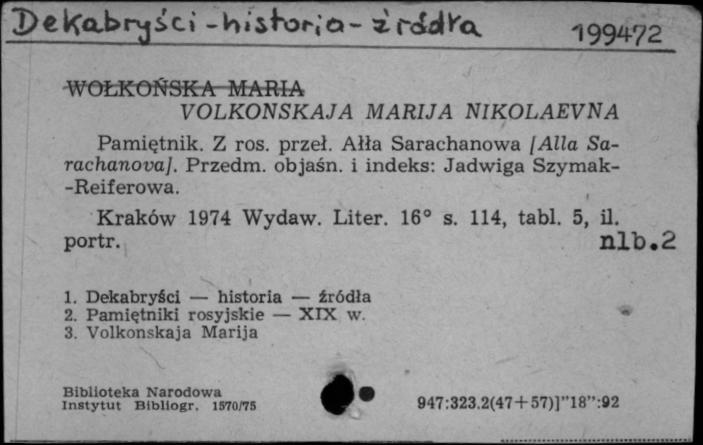 Dekabryści - historia - źródła 199472
WOŁKOŃSKA MARIA
VOLKONSKAJA MARIJA NIKOLAEVNA
Pamiętnik. Z ros. przeł. Ałła Sarachanowa [Alla Sa-
rachanova]. Przedm. objaśn. i indeks: Jadwiga Szymak-
-Reiferowa.
Kraków 1974 Wydaw. Liter. 16° s. 114, tabl. 5, il.
portr. nlb.2
1. Dekabryści — historia — źródła
2. Pamiętniki rosyjskie — XIX w.
3. Volkonskaja Marija
Biblioteka Narodowa
Instytut Bibliogr. 1570/75 947:323.2(47+57)]"18":92